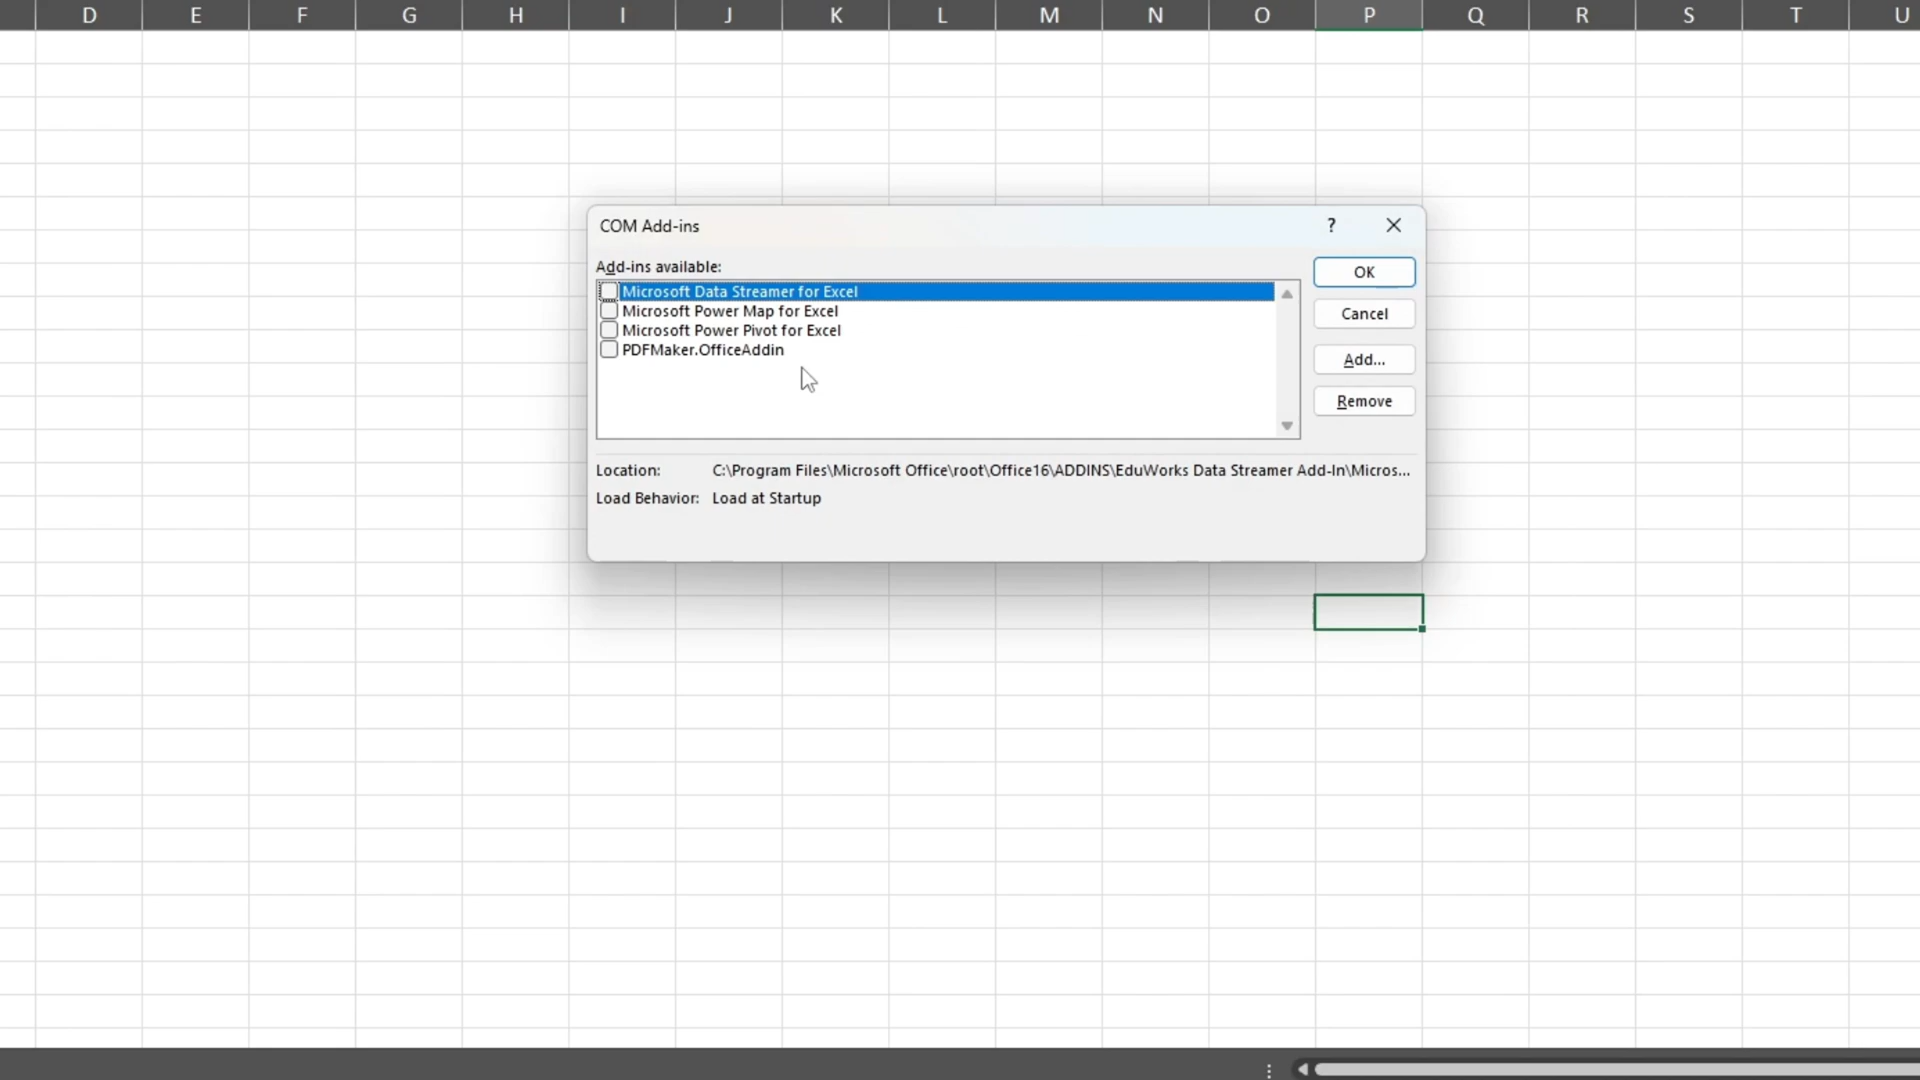 D E F G H I J K L M N O P Q R S T U
COM Add-ins ?
Add-ins available:
Microsoft Data Streamer for Excel
Microsoft Power Map for Excel
Microsoft Power Pivot for Excel
PDFMaker.OfficeAddin
OK
Cancel
Add...
Remove
Location: C:\Program Files\Microsoft Office\root\Office16\ADDINS\EduWorks Data Streamer Add-In\Micros...
Load Behavior: Load at Startup